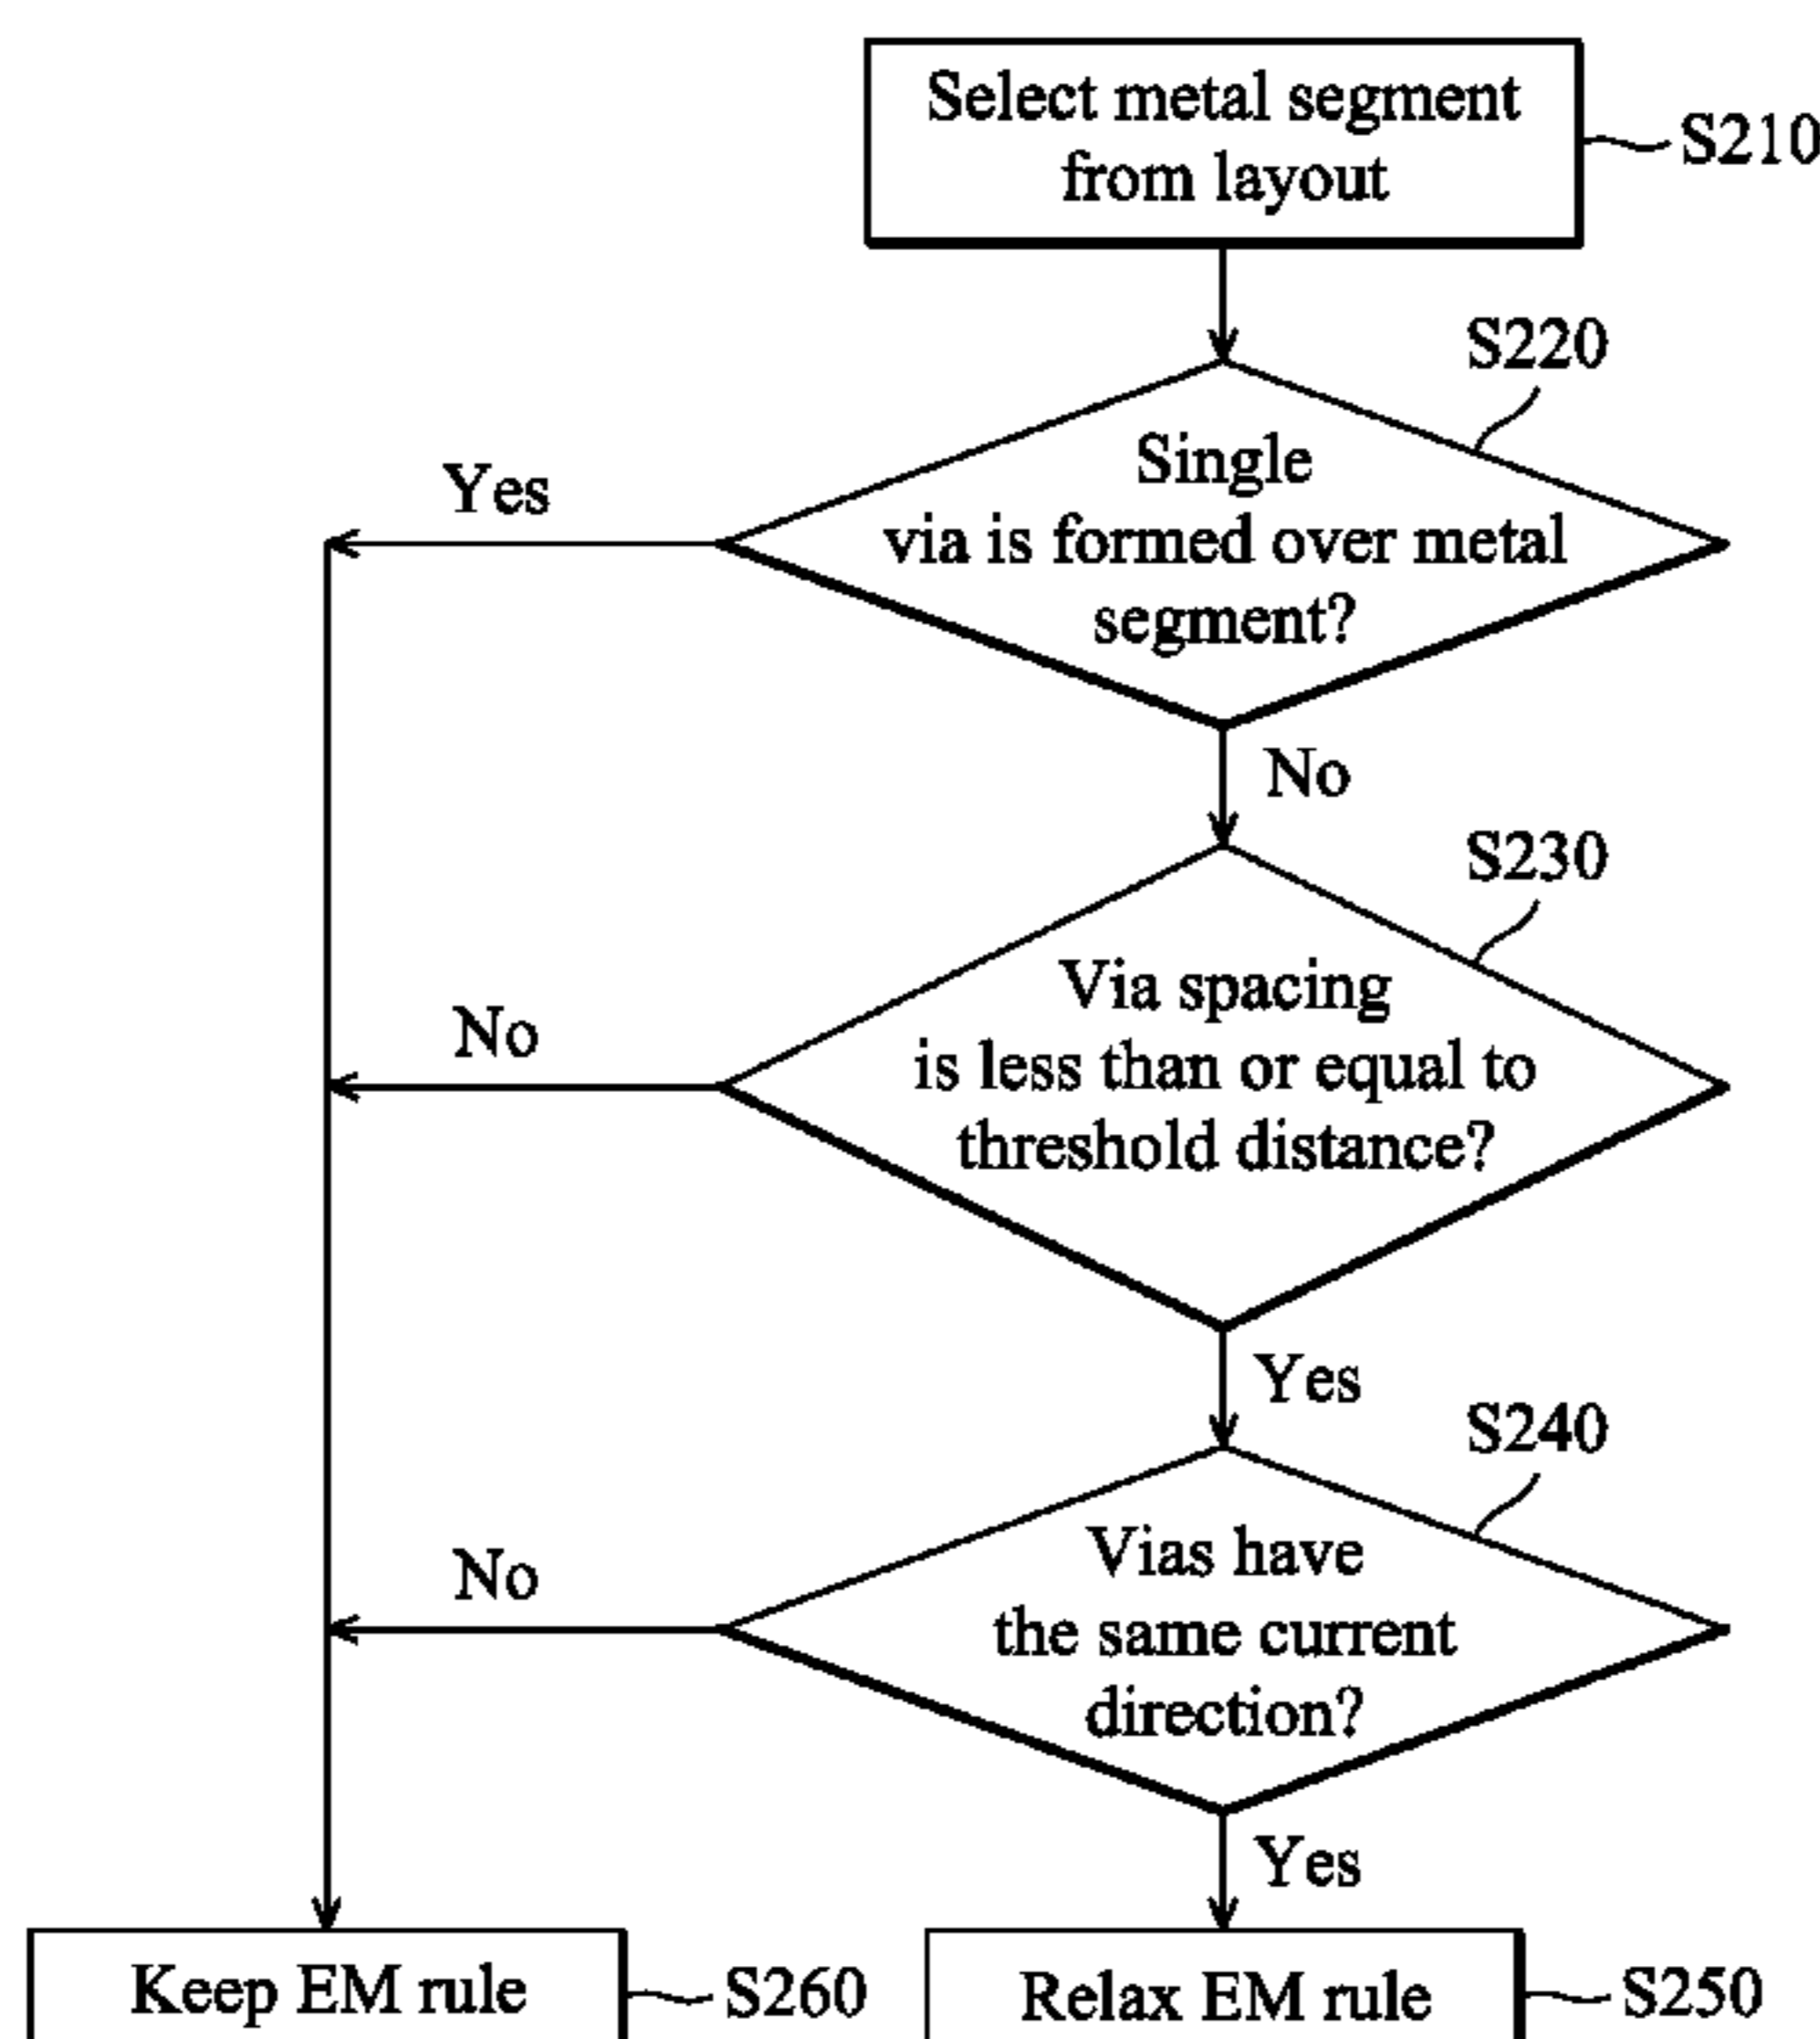 Select metal segment
from layout
S210
S220
Single
via is formed over metal
segment?
Yes
No
S230
Via spacing
is less than or equal to
threshold distance?
No
Yes
S240
Vias have
the same current
direction?
No
Yes
Keep EM rule
S260
Relax EM rule
S250